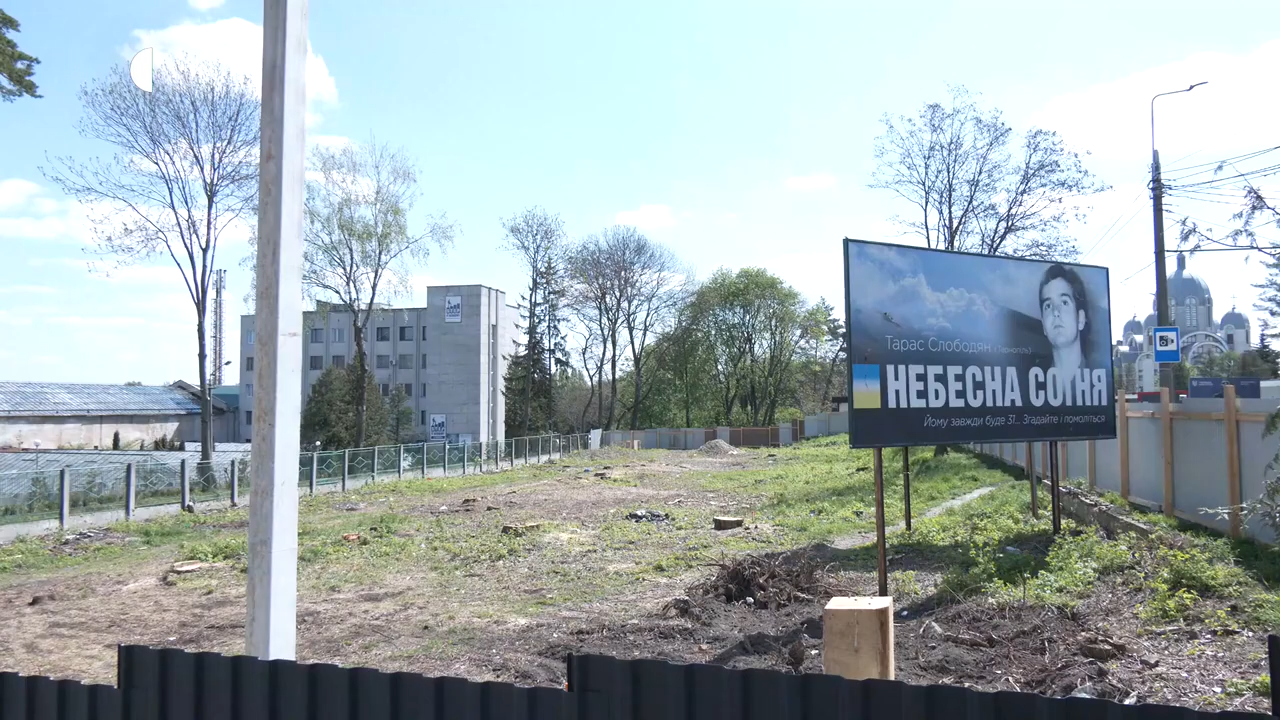 Тарас Слободян (Тернопіль)
НЕБЕСНА СОТНЯ
Йому завжди буде 31... Згадайте і помоліться